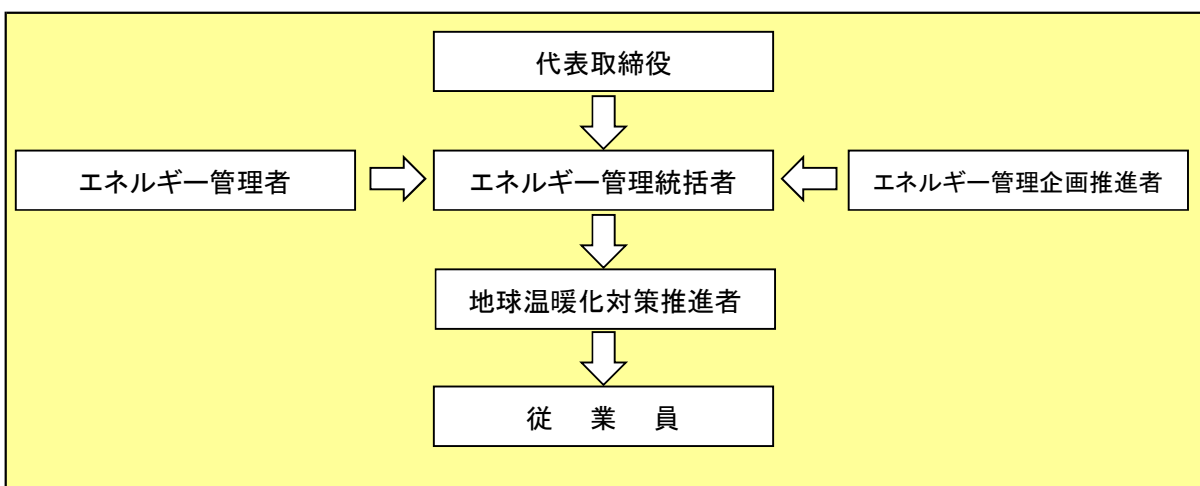 代表取締役
エネルギー管理者
エネルギー管理統括者
エネルギー管理企画推進者
地球温暖化対策推進者
従　業　員